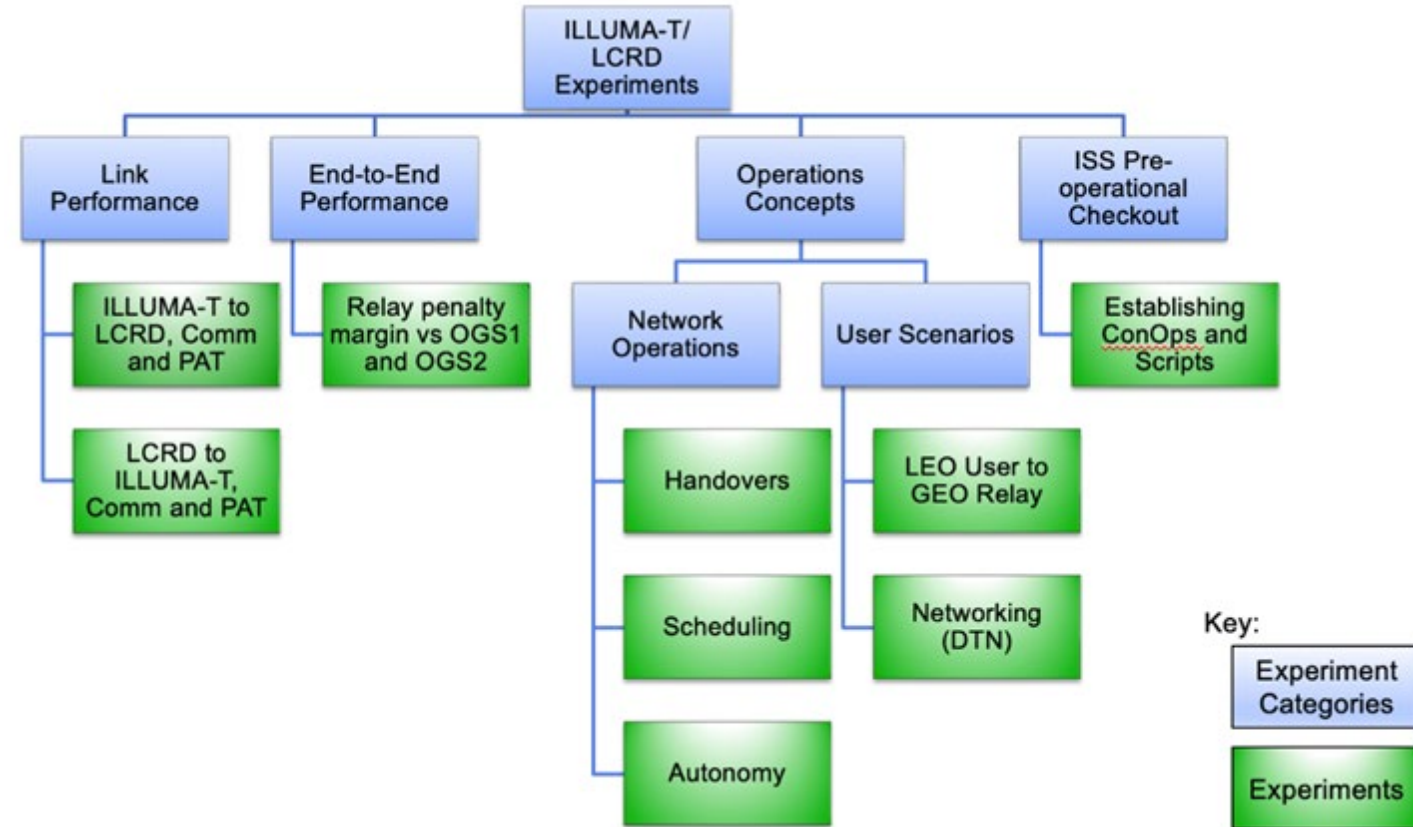 ILLUMA-T/
LCRD
Experiments
Link
Performance
End-to-End
Performance
Operations
Concepts
ISS Pre-
operational
Checkout
ILLUMA-T to
LCRD, Comm
and PAT
Relay penalty
margin vs OGS1
and OGS2
Network
Operations
User Scenarios
Establishing
ConOps and
Scripts
LCRD to
ILLUMA-T,
Comm and PAT
Handovers
LEO User to
GEO Relay
Scheduling
Networking
(DTN)
Autonomy
Key:
Experiment
Categories
Experiments